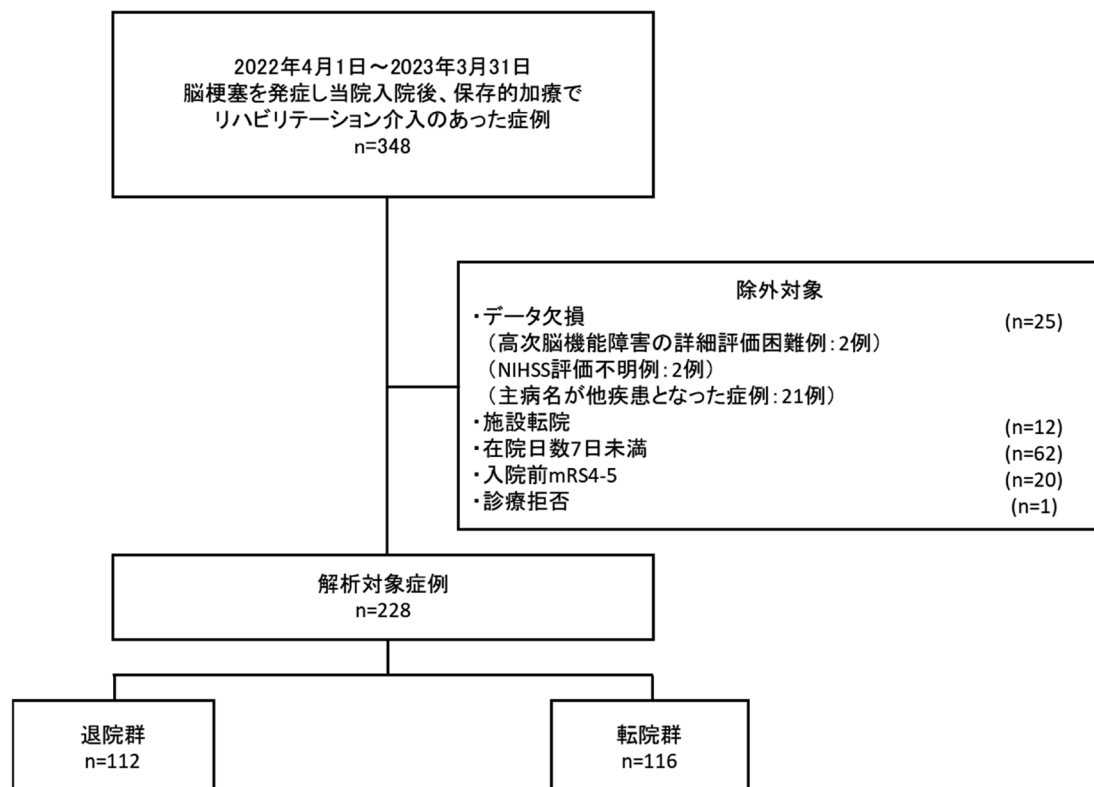 2022年4月1日～2023年3月31日
脳梗塞を発症し当院入院後、保存的加療で
リハビリテーション介入のあった症例
n=348
除外対象
・データ欠損 (n=25)
（高次脳機能障害の詳細評価困難例：2例）
（NIHSS評価不明例：2例）
（主病名が他疾患となった症例：21例）
・施設転院 (n=12)
・在院日数7日未満 (n=62)
・入院前mRS4-5 (n=20)
・診療拒否 (n=1)
解析対象症例
n=228
退院群
n=112
転院群
n=116